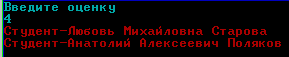 Введите оценку
4
Студент-Любовь Михайловна Старова
Студент-Анатолий Алексеевич Поляков